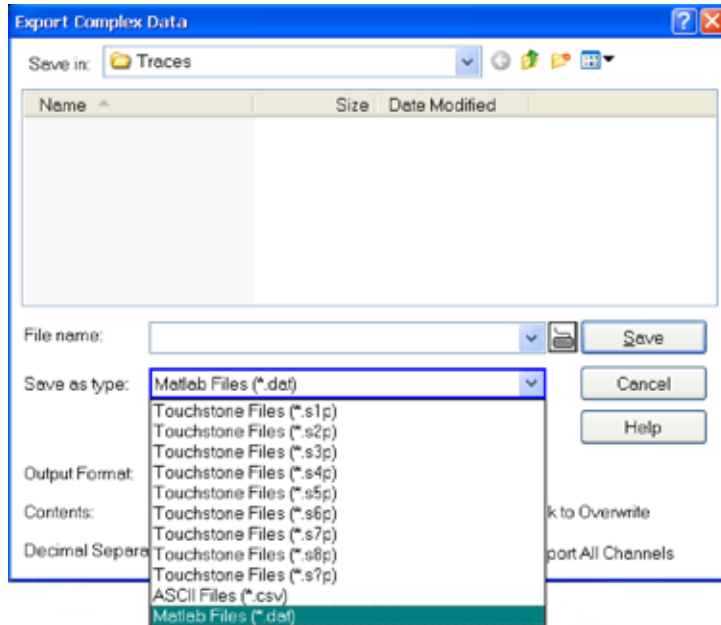 Export Complex Data
Save in: Traces
Name Size Date Modified
File name: Save
Save as type: Matlab Files (*.dat) Cancel
Touchstone Files (*.s1p)
Touchstone Files (*.s2p) Help
Touchstone Files (*.s3p)
Output Format: Touchstone Files (*.s4p)
Touchstone Files (*.s5p)
Contents: Touchstone Files (*.s6p) k to Overwrite
Touchstone Files (*.s7p)
Decimal Separa Touchstone Files (*.s8p) port All Channels
Touchstone Files (*.s?p)
ASCII Files (*.csv)
Matlab Files (*.dat)